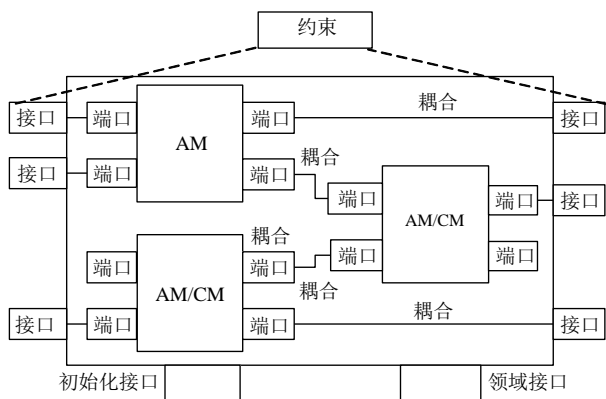 约束
耦合
接口 端口 AM 端口 接口
耦合
接口 端口 端口
端口 AM/CM 端口 接口
耦合
端口 端口 端口 端口
AM/CM
耦合
耦合
接口 端口 端口 接口
初始化接口 领域接口